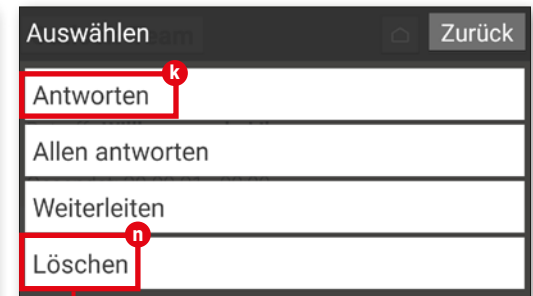 Auswählen
Zurück
k
Antworten
Allen antworten
Weiterleiten
n
Löschen